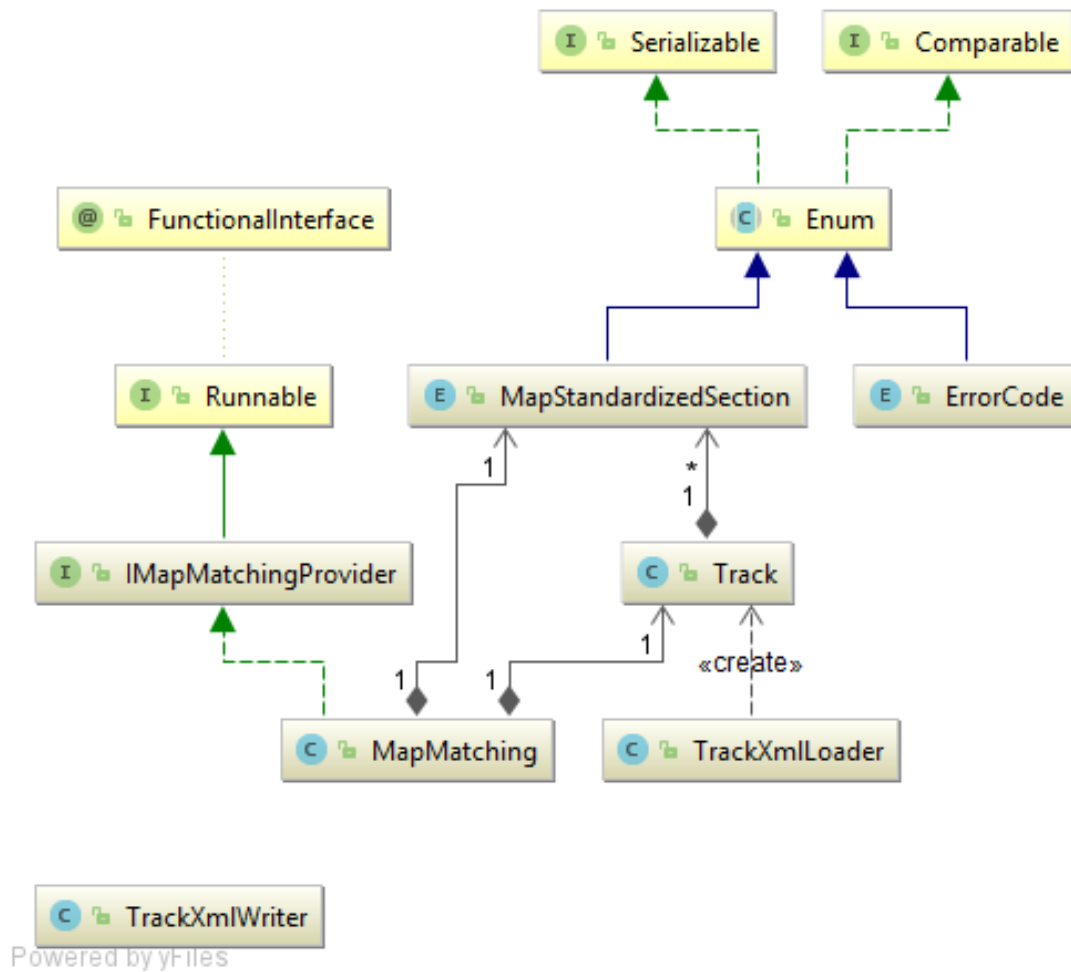 I Serializable
I Comparable
@ FunctionalInterface
C Enum
I Runnable
E MapStandardizedSection
E ErrorCode
1
*
1
I IMapMatchingProvider
C Track
1
«create»
1
1
C MapMatching
C TrackXmlLoader
C TrackXmlWriter
Powered by yFiles